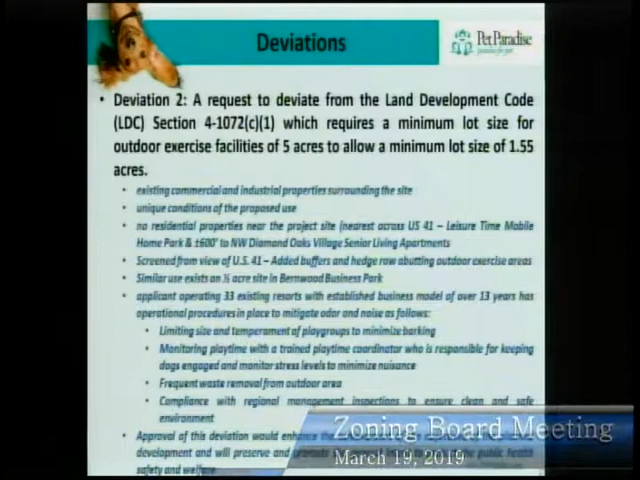 Deviations
Pet Paradise
• Deviation 2: A request to deviate from the Land Development Code
(LDC) Section 4-1072(c)(1) which requires a minimum lot size for
outdoor exercise facilities of 5 acres to allow a minimum lot size of 1.55
acres.
• existing commercial and industrial properties surrounding the site
• unique conditions of the proposed use
• no residential properties near the project site (nearest across US 41 – Leisure Time Mobile
Home Park & ±600' to NW Diamond Oaks Village Senior Living Apartments
• Screened from view of U.S. 41 – Added buffers and hedge row abutting outdoor exercise areas
• Similar use exists on ½ acre site in Bernwood Business Park
• applicant operating 33 existing resorts with established business model of over 13 years has
operational procedures in place to mitigate odor and noise as follows:
• Limiting size and temperament of playgroups to minimize barking
• Monitoring playtime with a trained playtime coordinator who is responsible for keeping
dogs engaged and monitor stress levels to minimize nuisance
• Frequent waste removal from outdoor area
• Compliance with regional management inspections to ensure clean and safe
environment
• Approval of this deviation would enhance
development and will preserve and promote public health
safety and welfare
Zoning Board Meeting
March 19, 2019